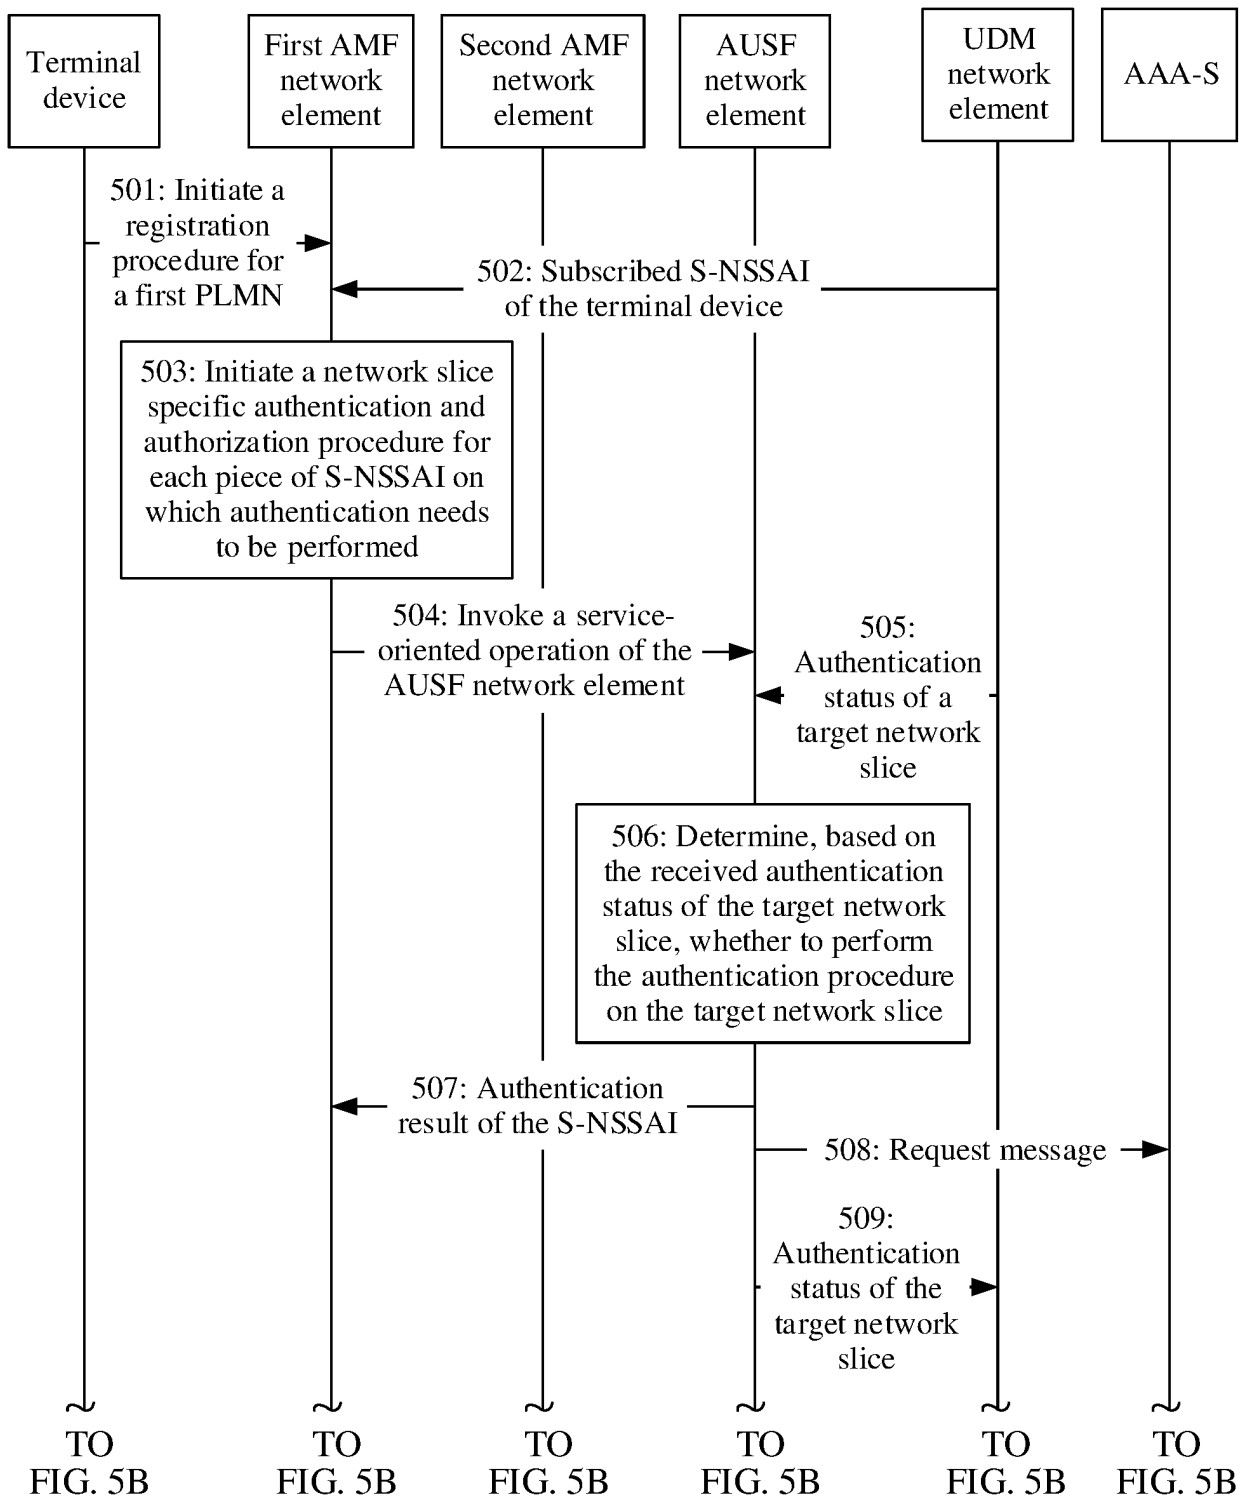 Terminal
device
First AMF
network
element
Second AMF
network
element
AUSF
network
element
UDM
network
element
AAA-S
501: Initiate a
registration
procedure for
a first PLMN
502: Subscribed S-NSSAI
of the terminal device
503: Initiate a network slice
specific authentication and
authorization procedure for
each piece of S-NSSAI on
which authentication needs
to be performed
504: Invoke a service-
oriented operation of the
AUSF network element
505:
Authentication
status of a
target network
slice
506: Determine, based on
the received authentication
status of the target network
slice, whether to perform
the authentication procedure
on the target network slice
507: Authentication
result of the S-NSSAI
508: Request message
509:
Authentication
status of the
target network
slice
TO
FIG. 5B
TO
FIG. 5B
TO
FIG. 5B
TO
FIG. 5B
TO
FIG. 5B
TO
FIG. 5B